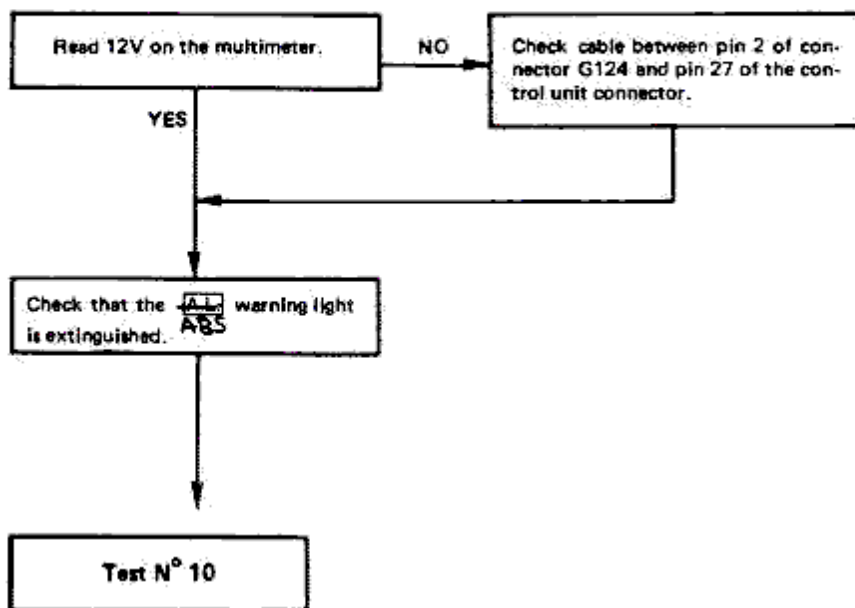 Read 12V on the multimeter.
NO
Check cable between pin 2 of con-
nector G124 and pin 27 of the con-
trol unit connector.
YES
Check that the A.L. warning light
ABS
is extinguished.
Test N° 10